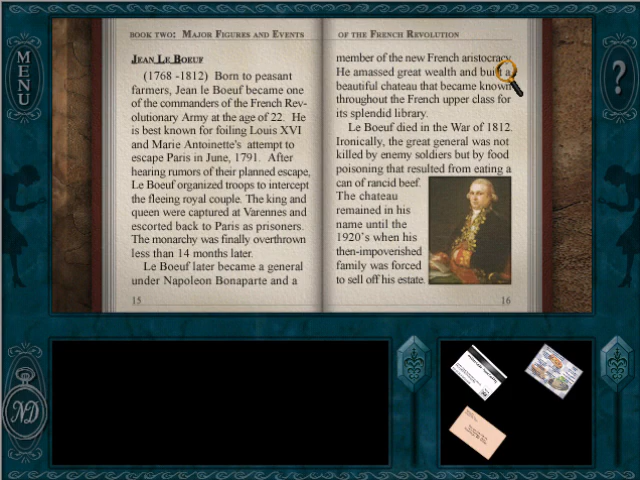 MENU
?
BOOK TWO: MAJOR FIGURES AND EVENTS
OF THE FRENCH REVOLUTION
JEAN LE BOEUF
(1768 -1812) Born to peasant
farmers, Jean le Boeuf became one
of the commanders of the French Rev-
olutionary Army at the age of 22. He
is best known for foiling Louis XVI
and Marie Antoinette's attempt to
escape Paris in June, 1791. After
hearing rumors of their planned escape,
Le Boeuf organized troops to intercept
the fleeing royal couple. The king and
queen were captured at Varennes and
escorted back to Paris as prisoners.
The monarchy was finally overthrown
less than 14 months later.
Le Boeuf later became a general
under Napoleon Bonaparte and a
15
member of the new French aristocracy.
He amassed great wealth and built a
beautiful chateau that became known
throughout the French upper class for
its splendid library.
Le Boeuf died in the War of 1812.
Ironically, the great general was not
killed by enemy soldiers but by food
poisoning that resulted from eating a
can of rancid beef.
The chateau
remained in his
name until the
1920's when his
then-impoverished
family was forced
to sell off his estate.
16
ND